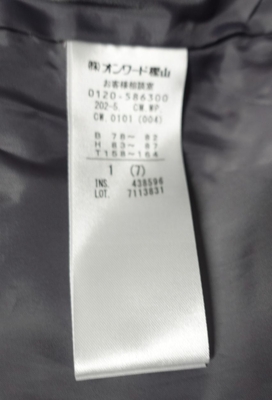 ㈱オンワード樫山
お客様相談室
0120-586300
202-5. CW WP.
CW. 0101 (004)
B 76～ 82
H 83～ 87
T158～164
1 (7)
INS. 438596
LOT. 7113831